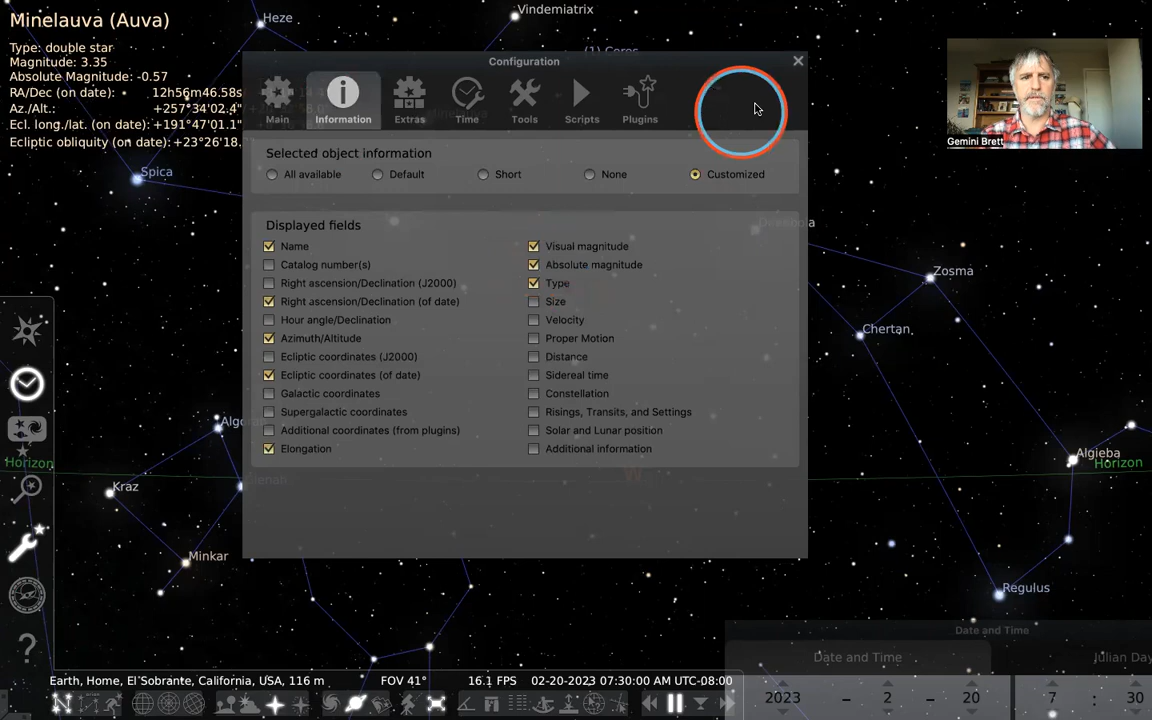 Minelauva (Auva)
Type: double star
Magnitude: 3.35
Absolute Magnitude: -0.57
RA/Dec (on date): 12h56m46.58s
Az./Alt.: +257°34'02.4"
Ecl. long./lat. (on date): +191°47'01.1"
Ecliptic obliquity (on date): +23°26'18.
Heze
Vindemiatrix
(1) Ceres
Spica
Configuration
Main
Information
Extras
Time
Tools
Scripts
Plugins
Gemini Brett
Selected object information
All available
Default
Short
None
Customized
Displayed fields
Name
Catalog number(s)
Right ascension/Declination (J2000)
Right ascension/Declination (of date)
Hour angle/Declination
Azimuth/Altitude
Ecliptic coordinates (J2000)
Ecliptic coordinates (of date)
Galactic coordinates
Supergalactic coordinates
Additional coordinates (from plugins)
Elongation
Visual magnitude
Absolute magnitude
Type
Size
Velocity
Proper Motion
Distance
Sidereal time
Constellation
Risings, Transits, and Settings
Solar and Lunar position
Additional information
Zosma
Chertan
Horizon
Kraz
Minkar
W
Algieba
Horizon
Regulus
Date and Time
Date and Time
Julian Day
2023 - 2 - 20 7 : 30
Earth, Home, El Sobrante, California, USA, 116 m
FOV 41°
16.1 FPS
02-20-2023 07:30:00 AM UTC-08:00